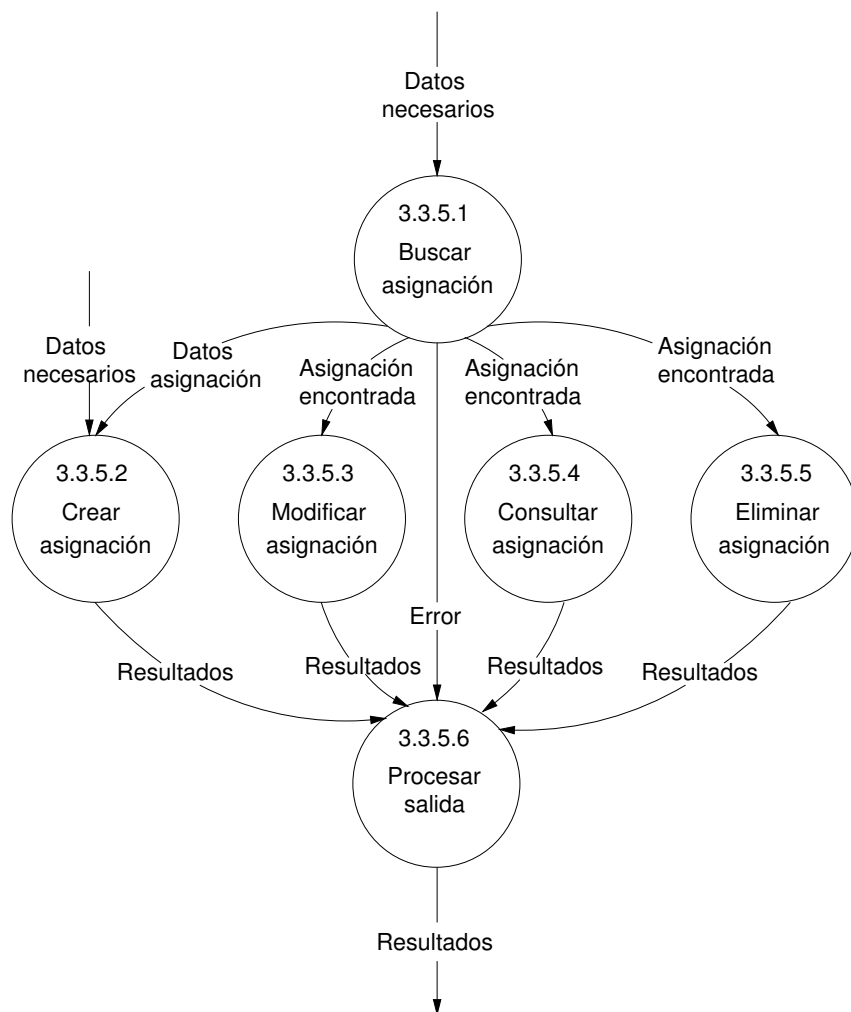 Datos
necesarios
3.3.5.1
Buscar
asignación
Datos
necesarios
Datos
asignación
Asignación
encontrada
Asignación
encontrada
Asignación
encontrada
3.3.5.2
Crear
asignación
3.3.5.3
Modificar
asignación
3.3.5.4
Consultar
asignación
3.3.5.5
Eliminar
asignación
Error
Resultados
Resultados
Resultados
Resultados
3.3.5.6
Procesar
salida
Resultados